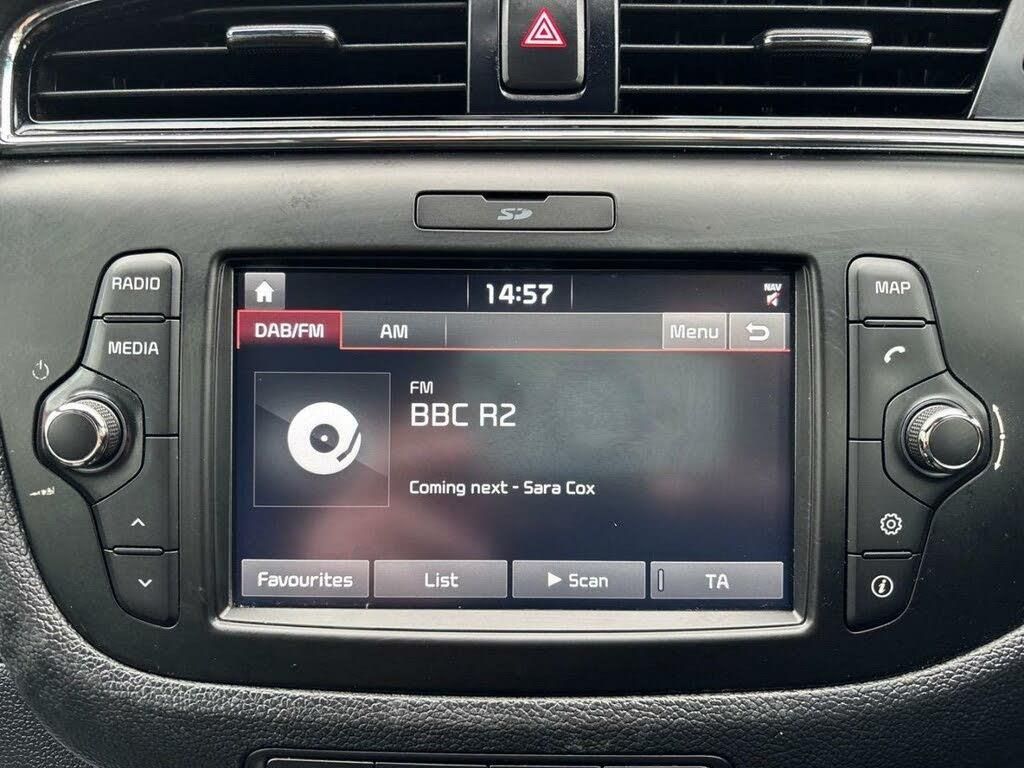 SD
RADIO
MEDIA
14:57
NAV
DAB/FM
AM
Menu
FM
BBC R2
Coming next - Sara Cox
Favourites
List
Scan
TA
MAP
i